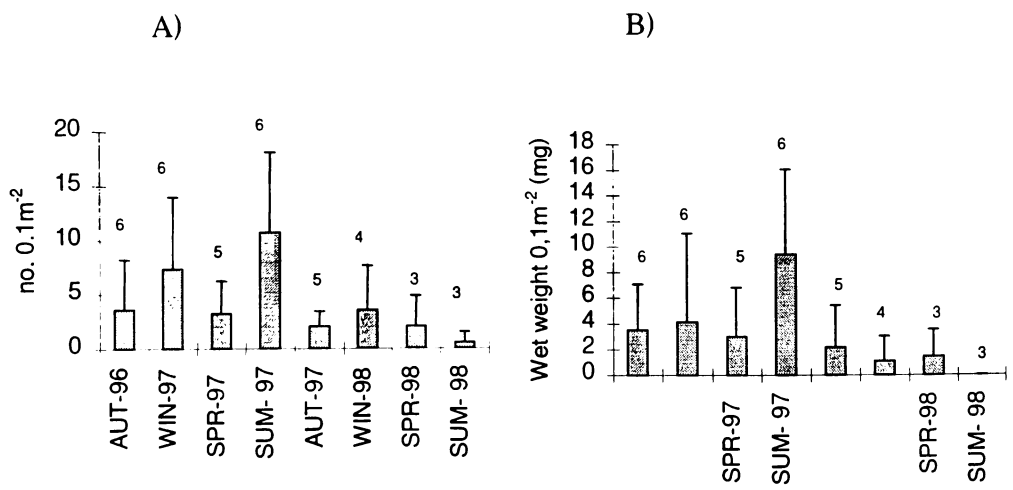 A)
B)
no. 0.1m-2
20
15
10
5
0
6
6
5
6
5
4
3
3
AUT-96
WIN-97
SPR-97
SUM- 97
AUT-97
WIN-98
SPR-98
SUM- 98
Wet weight 0,1m-2 (mg)
18
16
14
12
10
8
6
4
2
0
6
6
5
6
5
4
3
3
SPR-97
SUM- 97
SPR-98
SUM- 98